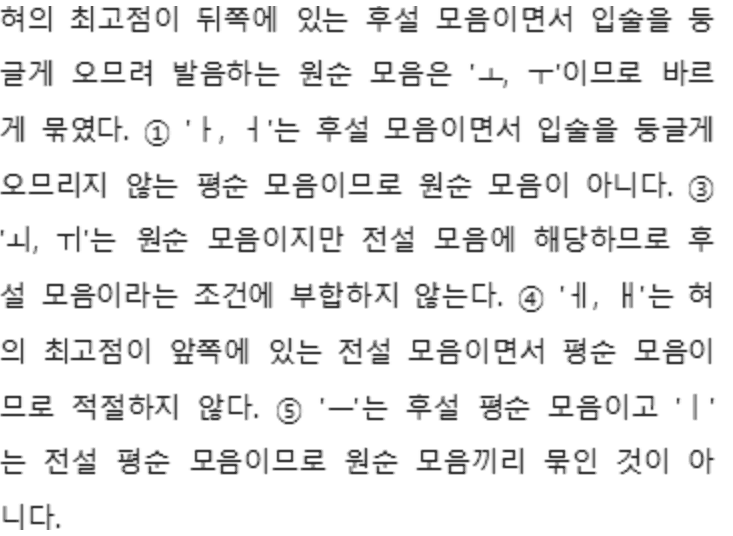 혀의 최고점이 뒤쪽에 있는 후설 모음이면서 입술을 둥
글게 오므려 발음하는 원순 모음은 'ㅗ, ㅜ'이므로 바르
게 묶였다. ① 'ㅏ, ㅓ'는 후설 모음이면서 입술을 둥글게
오므리지 않는 평순 모음이므로 원순 모음이 아니다. ③
'ㅚ, ㅟ'는 원순 모음이지만 전설 모음에 해당하므로 후
설 모음이라는 조건에 부합하지 않는다. ④ 'ㅔ, ㅐ'는 혀
의 최고점이 앞쪽에 있는 전설 모음이면서 평순 모음이
므로 적절하지 않다. ⑤ 'ㅡ'는 후설 평순 모음이고 'ㅣ'
는 전설 평순 모음이므로 원순 모음끼리 묶인 것이 아
니다.